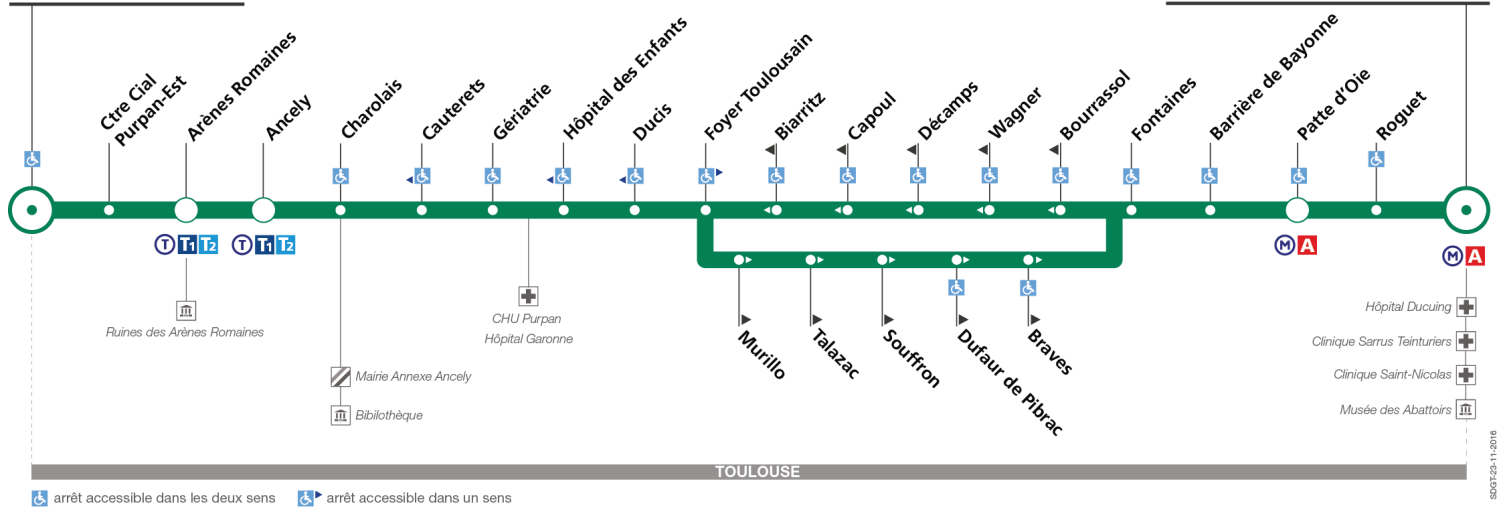 Ctre Cial
Purpan-Est
Arènes Romaines
Ancely
Charolais
Cauterets
Gériatrie
Hôpital des Enfants
Ducis
Foyer Toulousain
Biarritz
Capoul
Décamps
Wagner
Bourrassol
Fontaines
Barrière de Bayonne
Patte d'Oie
Roguet
T T1 T2
T T1 T2
M A
M A
Murillo
Talazac
Souffron
Dufaur de Pibrac
Braves
Ruines des Arènes Romaines
CHU Purpan
Hôpital Garonne
Mairie Annexe Ancely
Bibilothèque
Hôpital Ducuing
Clinique Sarrus Teinturiers
Clinique Saint-Nicolas
Musée des Abattoirs
TOULOUSE
arrêt accessible dans les deux sens
arrêt accessible dans un sens
SDGT-23-11-2016